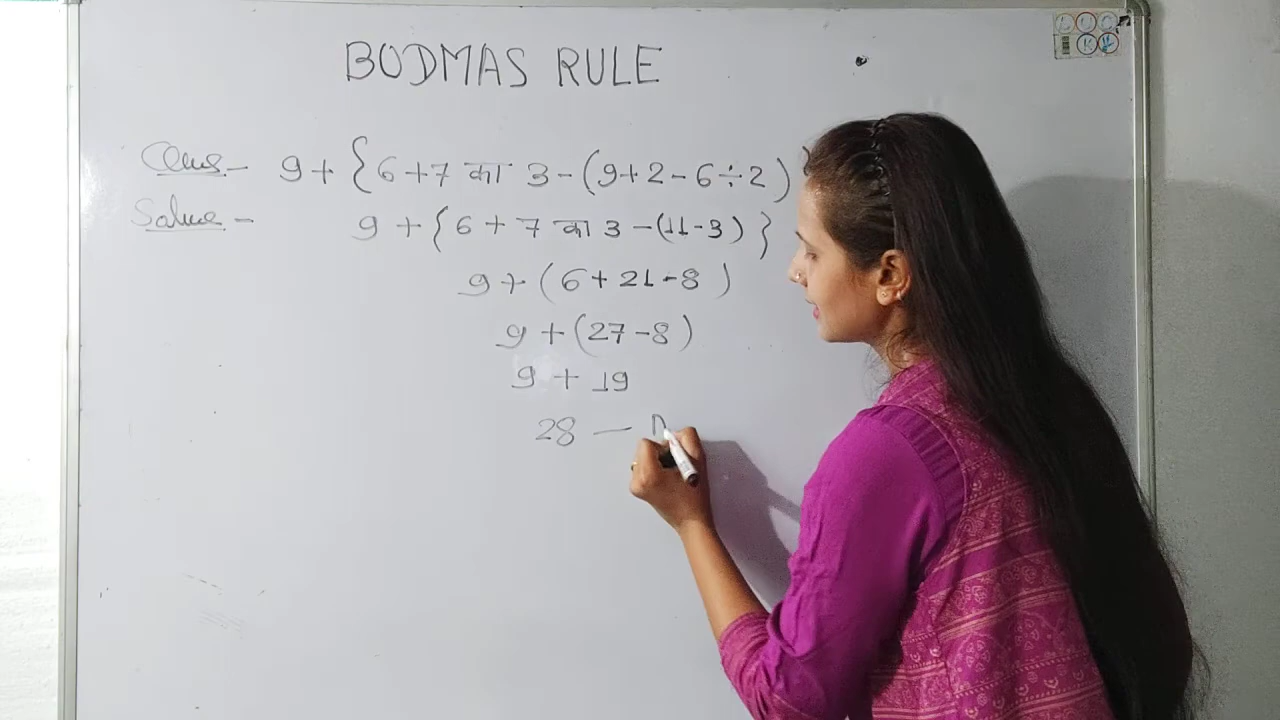 BODMAS RULE
Ques- 9+{6+7 का 3-(9+2-6÷2)}
Solve- 9+{6+7 का 3-(11-3)}
9+(6+21-8)
9+(27-8)
9+19
28 —